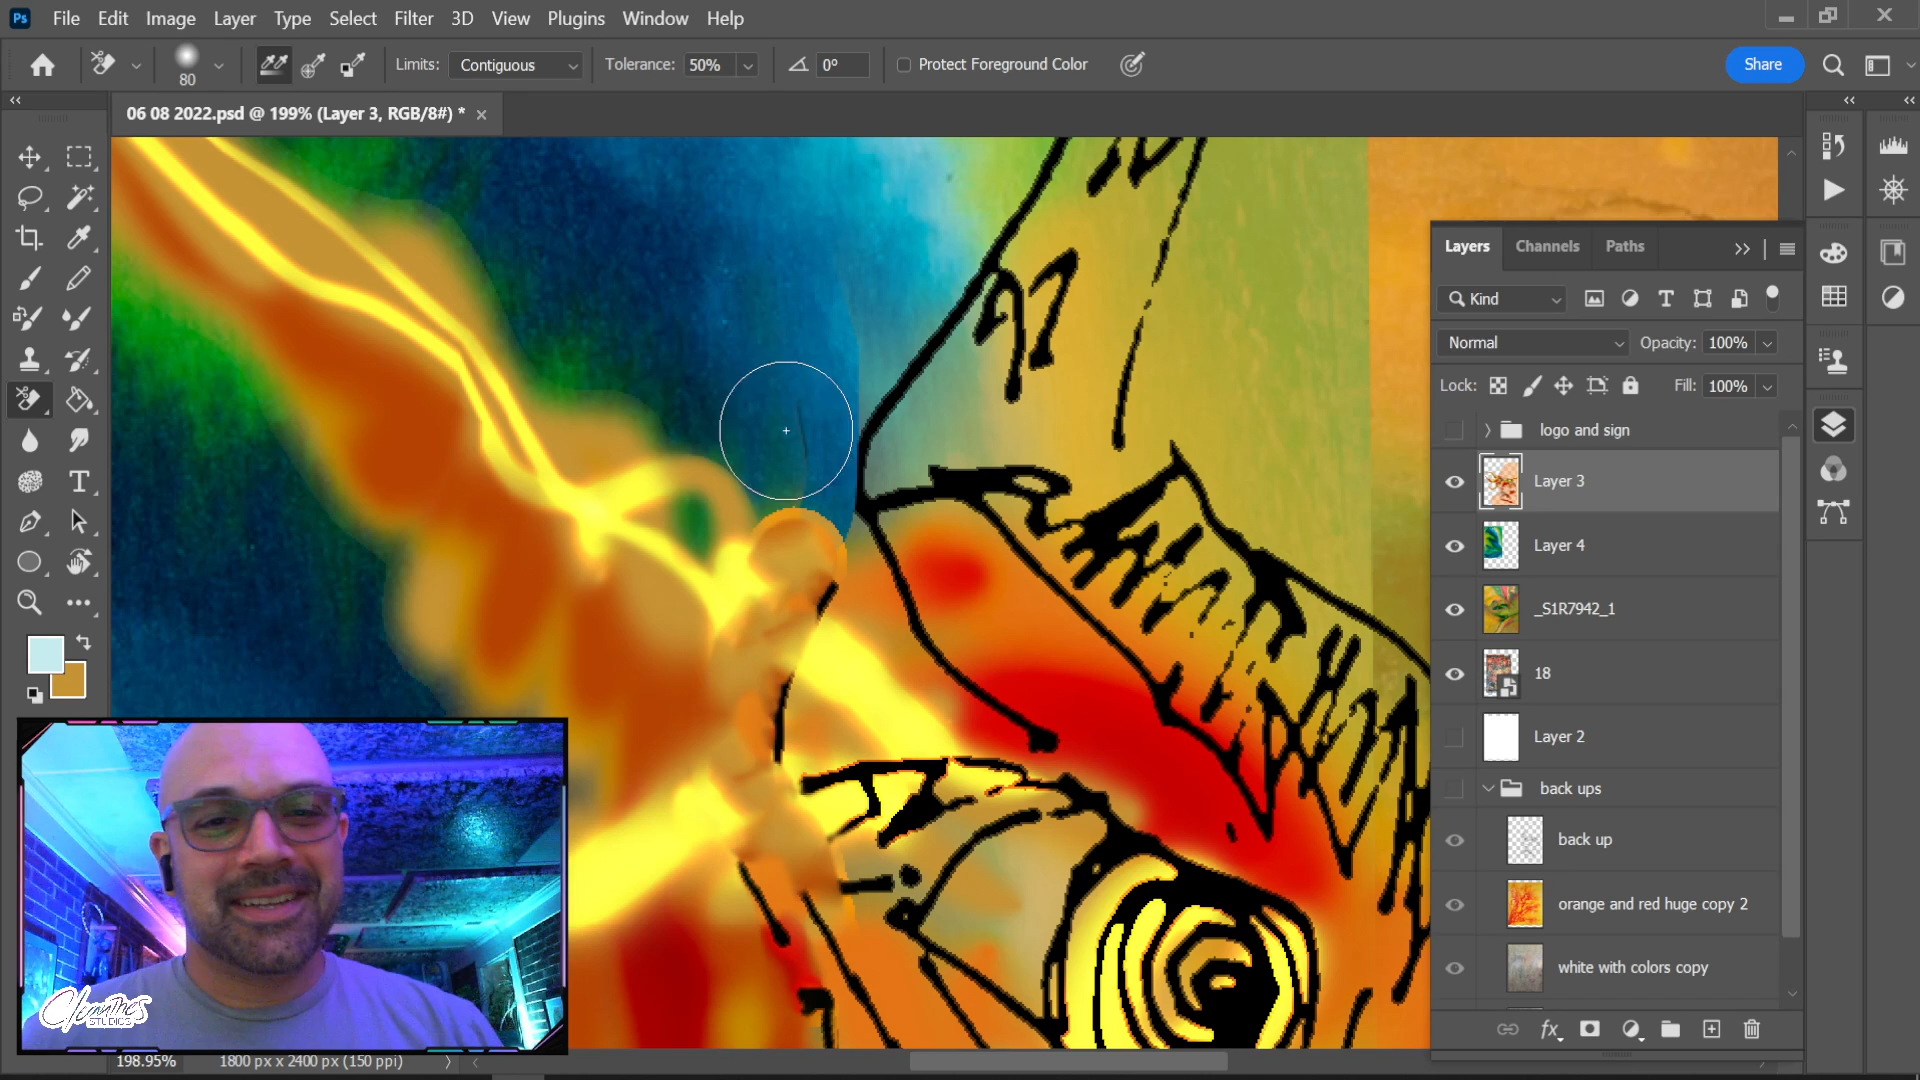 Ps File Edit Image Layer Type Select Filter 3D View Plugins Window Help
80 Limits: Contiguous Tolerance: 50% 0° Protect Foreground Color Share
06 08 2022.psd @ 199% (Layer 3, RGB/8#) *
Layers Channels Paths
Kind
Normal Opacity: 100%
Lock: Fill: 100%
logo and sign
Layer 3
Layer 4
_S1R7942_1
18
Layer 2
back ups
back up
orange and red huge copy 2
white with colors copy
fx
STUDIOS
198.95% 1800 px x 2400 px (150 ppi)